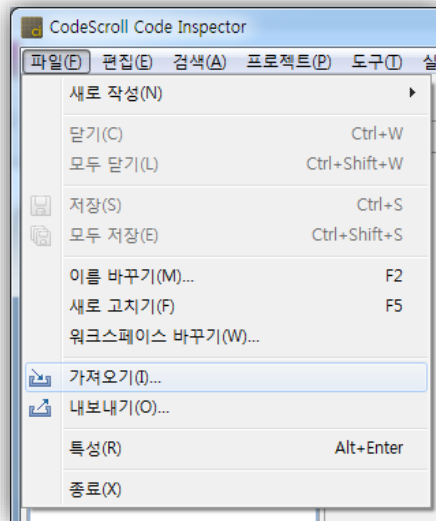 CodeScroll Code Inspector
파일(F) 편집(E) 검색(A) 프로젝트(P) 도구(T)
새로 작성(N)
닫기(C) Ctrl+W
모두 닫기(L) Ctrl+Shift+W
저장(S) Ctrl+S
모두 저장(E) Ctrl+Shift+S
이름 바꾸기(M)... F2
새로 고치기(F) F5
워크스페이스 바꾸기(W)...
가져오기(I)...
내보내기(O)...
특성(R) Alt+Enter
종료(X)